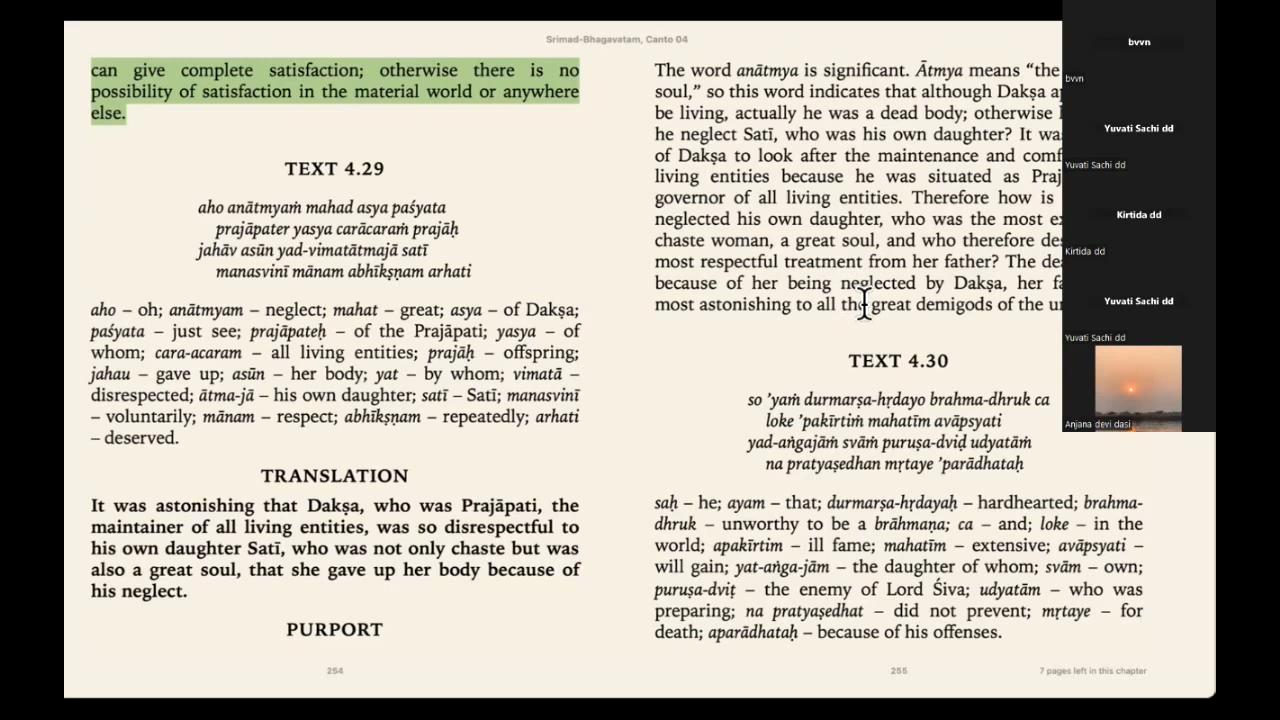 Srimad-Bhagavatam, Canto 04
can give complete satisfaction; otherwise there is no
possibility of satisfaction in the material world or anywhere
else.
TEXT 4.29
aho anātmyaṁ mahad asya paśyata
prajāpater yasya carācaraṁ prajāḥ
jahāv asūn yad-vimatātmajā satī
manasvinī mānam abhīkṣṇam arhati
aho – oh; anātmyam – neglect; mahat – great; asya – of Dakṣa;
paśyata – just see; prajāpateḥ – of the Prajāpati; yasya – of
whom; cara-acaram – all living entities; prajāḥ – offspring;
jahau – gave up; asūn – her body; yat – by whom; vimatā –
disrespected; ātma-jā – his own daughter; satī – Satī; manasvinī
– voluntarily; mānam – respect; abhīkṣṇam – repeatedly; arhati
– deserved.
TRANSLATION
It was astonishing that Dakṣa, who was Prajāpati, the
maintainer of all living entities, was so disrespectful to
his own daughter Satī, who was not only chaste but was
also a great soul, that she gave up her body because of
his neglect.
PURPORT
254
The word anātmya is significant. Ātmya means “the
soul,” so this word indicates that although Dakṣa
be living, actually he was a dead body; otherwise
he neglect Satī, who was his own daughter? It
of Dakṣa to look after the maintenance and
living entities because he was situated as
governor of all living entities. Therefore how is
neglected his own daughter, who was the most
chaste woman, a great soul, and who therefore
most respectful treatment from her father? The
because of her being neglected by Dakṣa, her
most astonishing to all the great demigods of the
TEXT 4.30
so ’yaṁ durmarṣa-hṛdayo brahma-dhruk ca
loke ’pakīrtiṁ mahatīm avāpsyati
yad-aṅgajāṁ svāṁ puruṣa-dviḍ udyatāṁ
na pratyaṣedhan mṛtaye ’parādhataḥ
saḥ – he; ayam – that; durmarṣa-hṛdayaḥ – hardhearted; brahma-
dhruk – unworthy to be a brāhmaṇa; ca – and; loke – in the
world; apakīrtim – ill fame; mahatīm – extensive; avāpsyati –
will gain; yat-aṅga-jām – the daughter of whom; svām – own;
puruṣa-dviṭ – the enemy of Lord Śiva; udyatām – who was
preparing; na pratyaṣedhat – did not prevent; mṛtaye – for
death; aparādhataḥ – because of his offenses.
255
7 pages left in this chapter
bvvn
bvvn
Yuvati Sachi dd
Yuvati Sachi dd
Kirtida dd
Kirtida dd
Yuvati Sachi dd
Yuvati Sachi dd
Anjana devi dasi